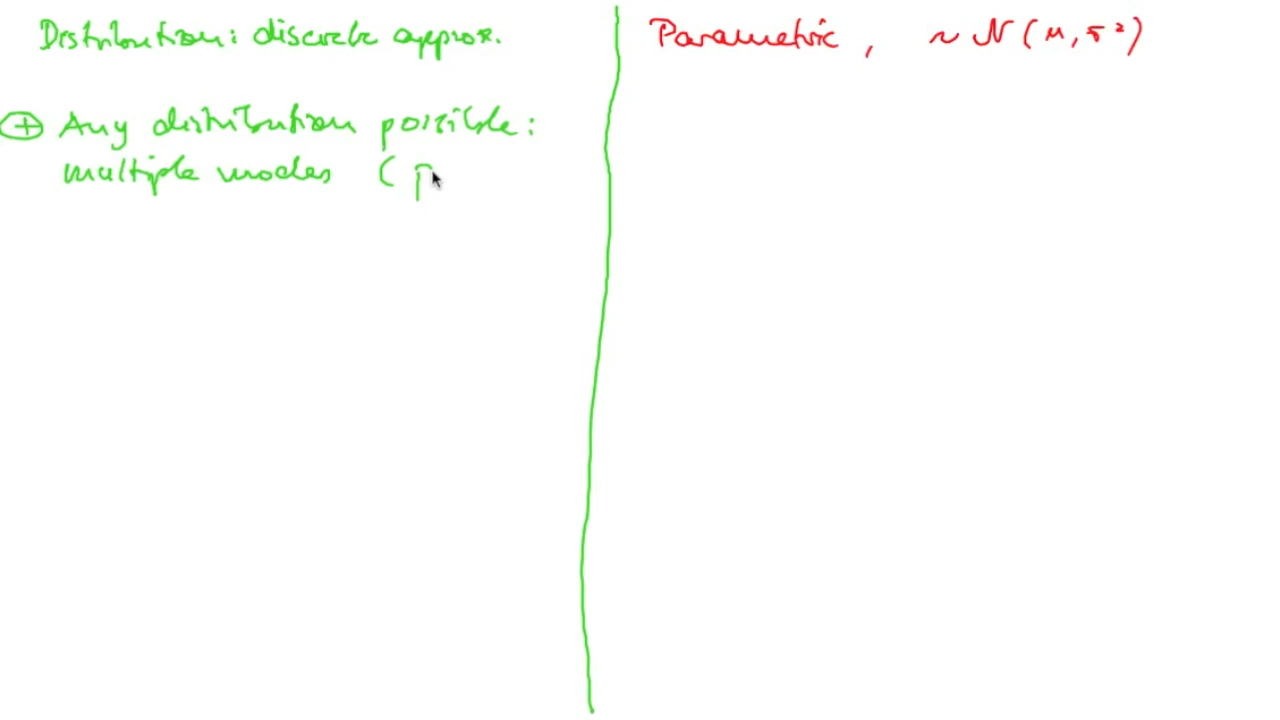 Distribution: discrete approx.
Parametric, ~ N(μ, σ²)
⊕ Any distribution possible:
multiple modes (